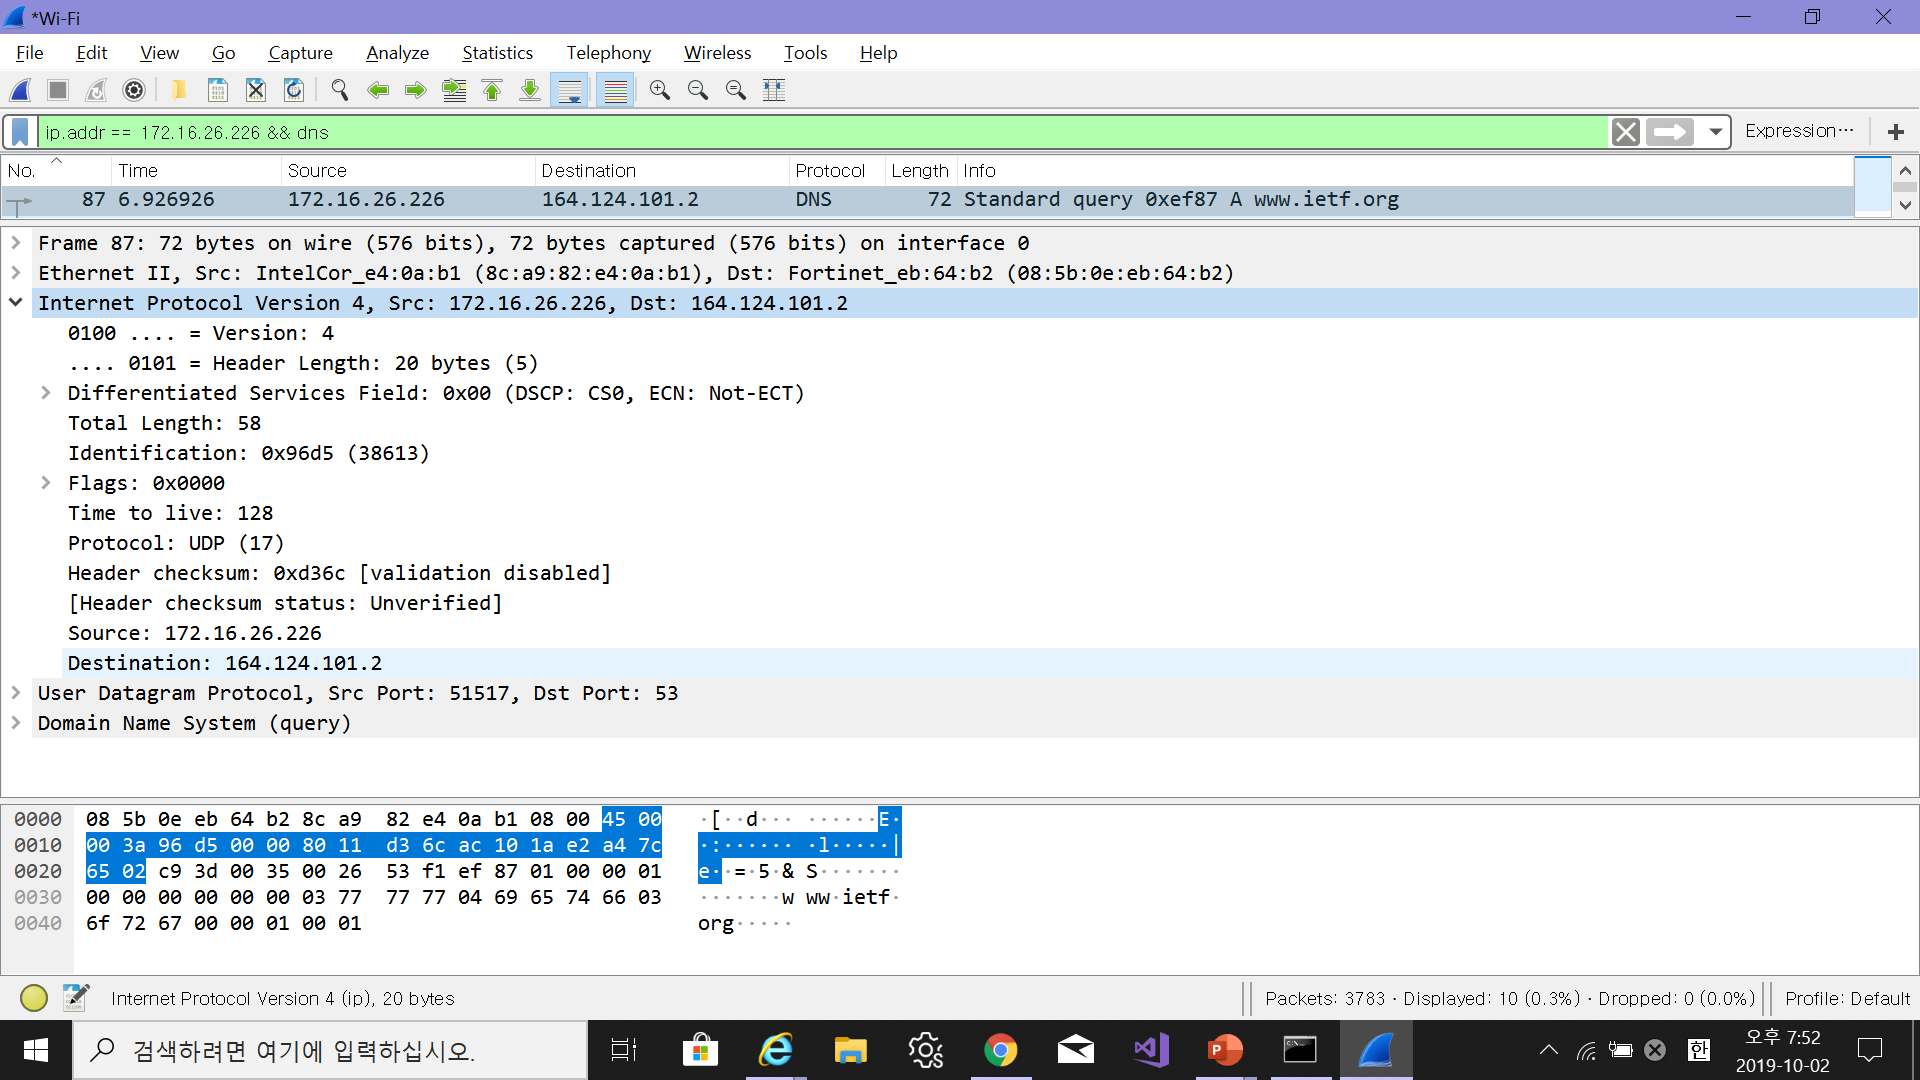 *Wi-Fi
File Edit View Go Capture Analyze Statistics Telephony Wireless Tools Help
ip.addr == 172.16.26.226 && dns Expression…
No. Time Source Destination Protocol Length Info
87 6.926926 172.16.26.226 164.124.101.2 DNS 72 Standard query 0xef87 A www.ietf.org
Frame 87: 72 bytes on wire (576 bits), 72 bytes captured (576 bits) on interface 0
Ethernet II, Src: IntelCor_e4:0a:b1 (8c:a9:82:e4:0a:b1), Dst: Fortinet_eb:64:b2 (08:5b:0e:eb:64:b2)
Internet Protocol Version 4, Src: 172.16.26.226, Dst: 164.124.101.2
0100 .... = Version: 4
.... 0101 = Header Length: 20 bytes (5)
Differentiated Services Field: 0x00 (DSCP: CS0, ECN: Not-ECT)
Total Length: 58
Identification: 0x96d5 (38613)
Flags: 0x0000
Time to live: 128
Protocol: UDP (17)
Header checksum: 0xd36c [validation disabled]
[Header checksum status: Unverified]
Source: 172.16.26.226
Destination: 164.124.101.2
User Datagram Protocol, Src Port: 51517, Dst Port: 53
Domain Name System (query)
0000 08 5b 0e eb 64 b2 8c a9 82 e4 0a b1 08 00 45 00 ·[··d··· ······E·
0010 00 3a 96 d5 00 00 80 11 d3 6c ac 10 1a e2 a4 7c ·:······ ·l·····|
0020 65 02 c9 3d 00 35 00 26 53 f1 ef 87 01 00 00 01 e··=·5·& S·······
0030 00 00 00 00 00 00 03 77 77 77 04 69 65 74 66 03 ·······w ww·ietf·
0040 6f 72 67 00 00 01 00 01 org·····
Internet Protocol Version 4 (ip), 20 bytes Packets: 3783 · Displayed: 10 (0.3%) · Dropped: 0 (0.0%) Profile: Default
검색하려면 여기에 입력하십시오. 한 오후 7:52
2019-10-02